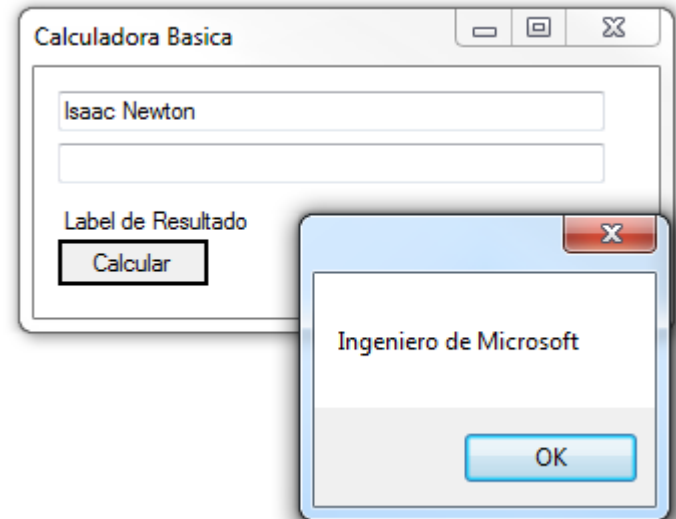 Calculadora Basica
Isaac Newton
Label de Resultado
Calcular
Ingeniero de Microsoft
OK